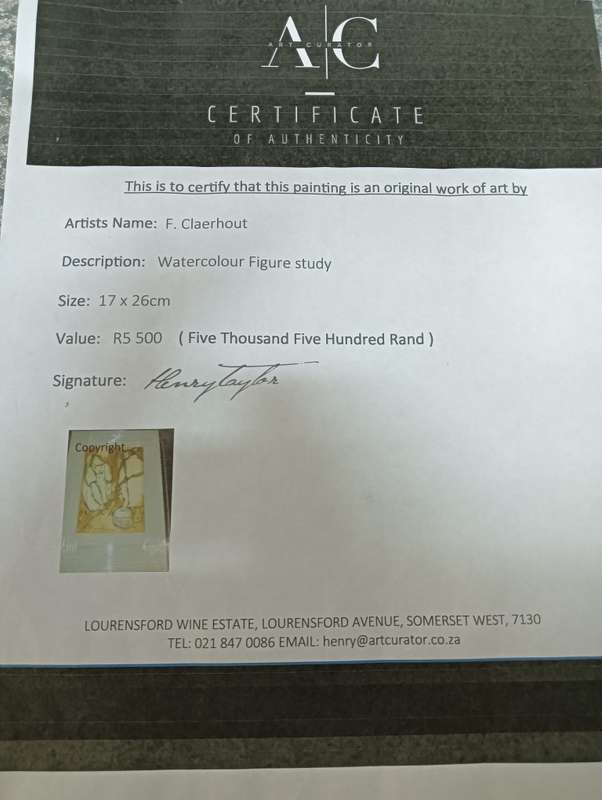 A|C
ART CURATOR
CERTIFICATE
OF AUTHENTICITY
This is to certify that this painting is an original work of art by
Artists Name: F. Claerhout
Description: Watercolour Figure study
Size: 17 x 26cm
Value: R5 500 ( Five Thousand Five Hundred Rand )
Signature: Henry Taylor
Copyright
LOURENSFORD WINE ESTATE, LOURENSFORD AVENUE, SOMERSET WEST, 7130
TEL: 021 847 0086 EMAIL: henry@artcurator.co.za